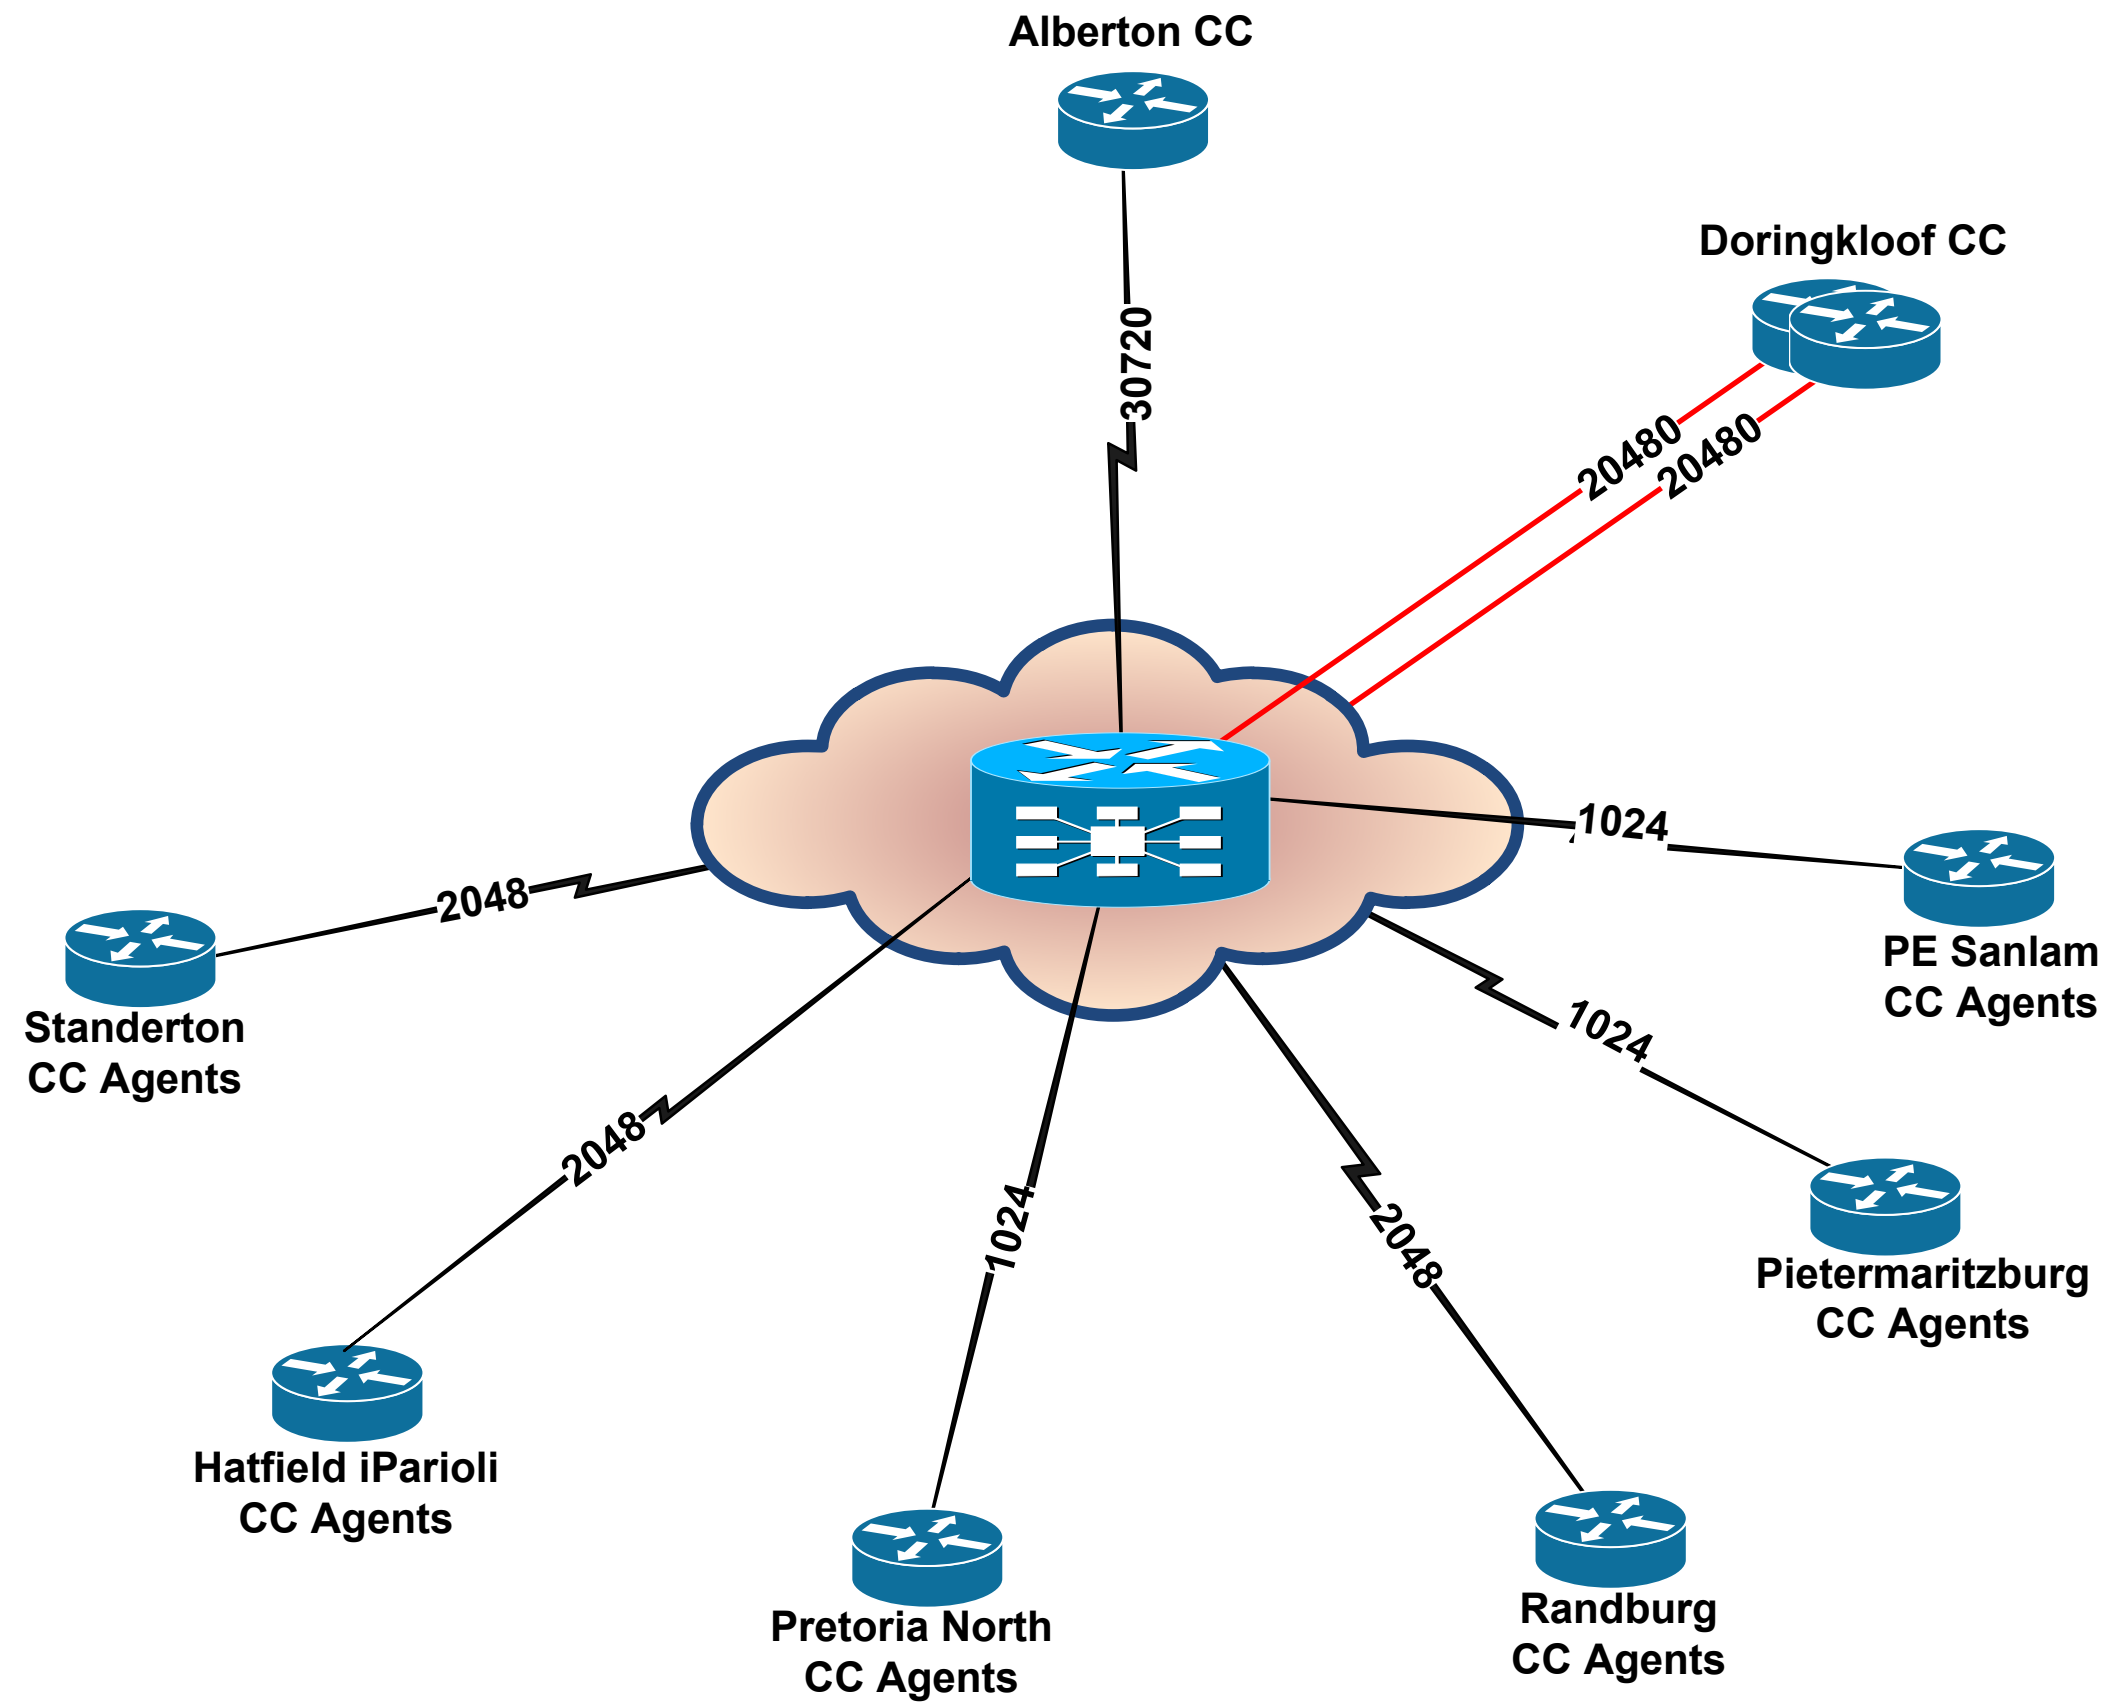 Alberton CC
30720
Doringkloof CC
20480
20480
1024
PE Sanlam
CC Agents
1024
Pietermaritzburg
CC Agents
2048
Standerton
CC Agents
2048
Hatfield iParioli
CC Agents
1024
Pretoria North
CC Agents
2048
Randburg
CC Agents